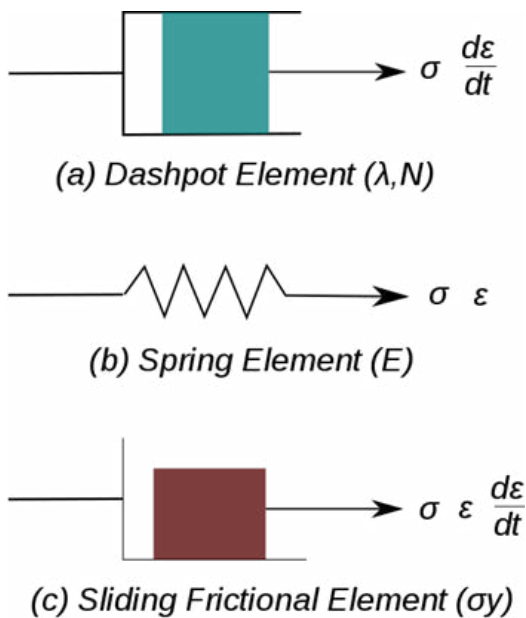 σ dε/dt
(a) Dashpot Element (λ,N)
σ ε
(b) Spring Element (E)
σ ε dε/dt
(c) Sliding Frictional Element (σy)